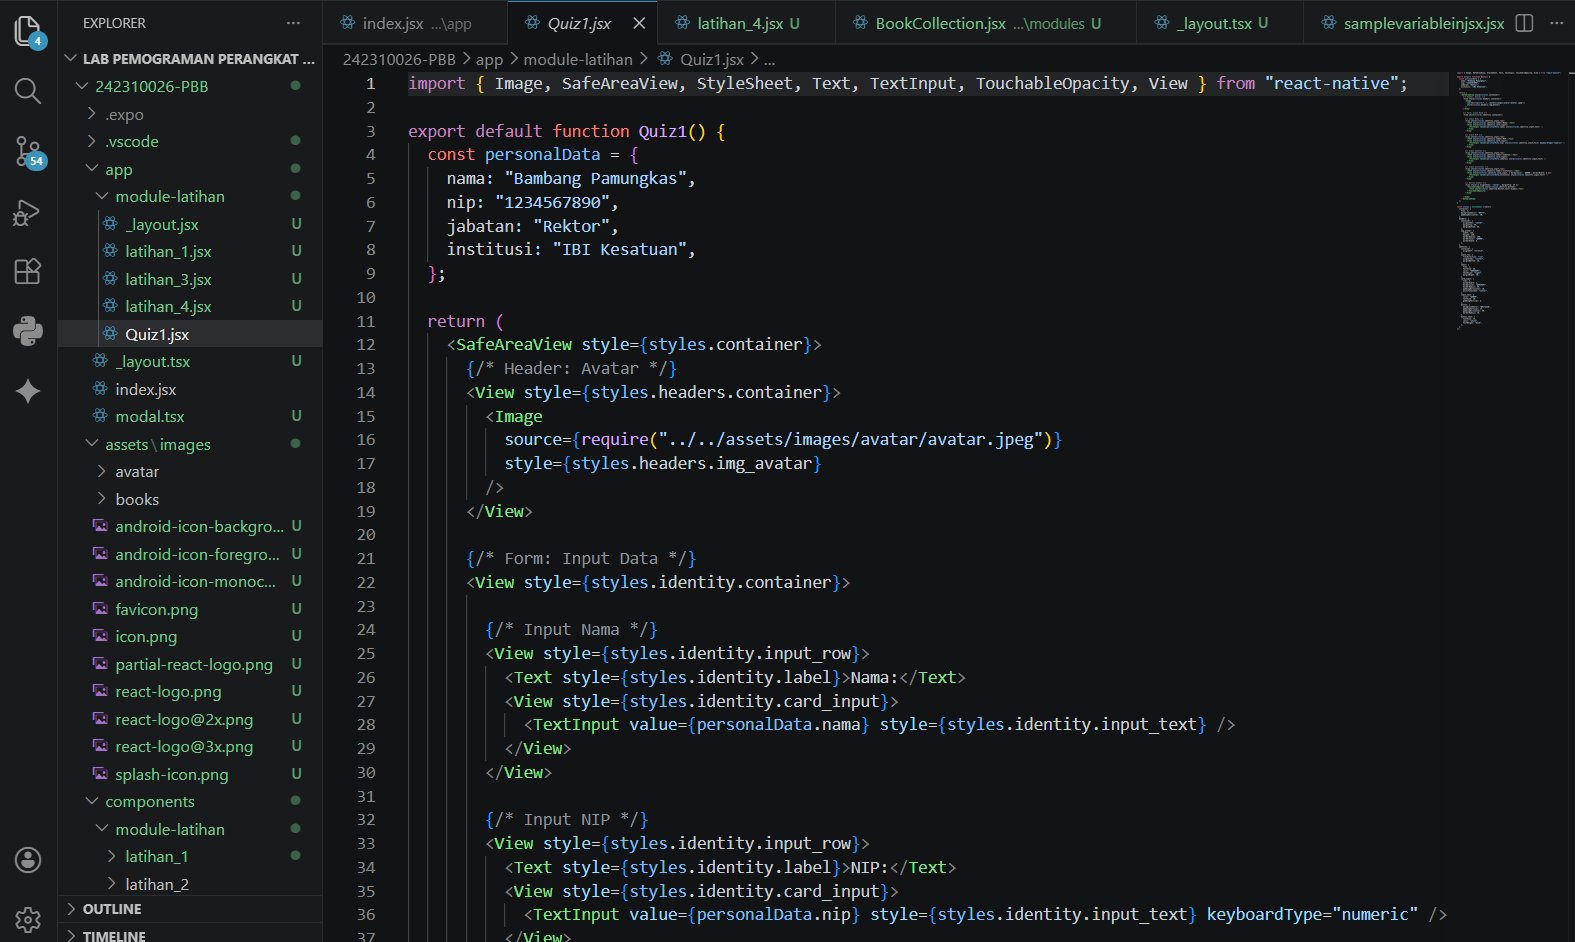 4
54
EXPLORER
LAB PEMOGRAMAN PERANGKAT ...
242310026-PBB
.expo
.vscode
app
module-latihan
_layout.jsx U
latihan_1.jsx U
latihan_3.jsx U
latihan_4.jsx U
Quiz1.jsx
_layout.tsx U
index.jsx
modal.tsx U
assets\images
avatar
books
android-icon-backgro... U
android-icon-foregro... U
android-icon-monoc... U
favicon.png U
icon.png U
partial-react-logo.png U
react-logo.png U
react-logo@2x.png U
react-logo@3x.png U
splash-icon.png U
components
module-latihan
latihan_1
latihan_2
OUTLINE
TIMELINE
index.jsx ...\app Quiz1.jsx latihan_4.jsx U BookCollection.jsx ...\modules U _layout.tsx U samplevariableinjsx.jsx
242310026-PBB > app > module-latihan > Quiz1.jsx > ...
1 import { Image, SafeAreaView, StyleSheet, Text, TextInput, TouchableOpacity, View } from "react-native";
2
3 export default function Quiz1() {
4 const personalData = {
5 nama: "Bambang Pamungkas",
6 nip: "1234567890",
7 jabatan: "Rektor",
8 institusi: "IBI Kesatuan",
9 };
10
11 return (
12 <SafeAreaView style={styles.container}>
13 {/* Header: Avatar */}
14 <View style={styles.headers.container}>
15 <Image
16 source={require("../../assets/images/avatar/avatar.jpeg")}
17 style={styles.headers.img_avatar}
18 />
19 </View>
20
21 {/* Form: Input Data */}
22 <View style={styles.identity.container}>
23
24 {/* Input Nama */}
25 <View style={styles.identity.input_row}>
26 <Text style={styles.identity.label}>Nama:</Text>
27 <View style={styles.identity.card_input}>
28 <TextInput value={personalData.nama} style={styles.identity.input_text} />
29 </View>
30 </View>
31
32 {/* Input NIP */}
33 <View style={styles.identity.input_row}>
34 <Text style={styles.identity.label}>NIP:</Text>
35 <View style={styles.identity.card_input}>
36 <TextInput value={personalData.nip} style={styles.identity.input_text} keyboardType="numeric" />
37 </View>